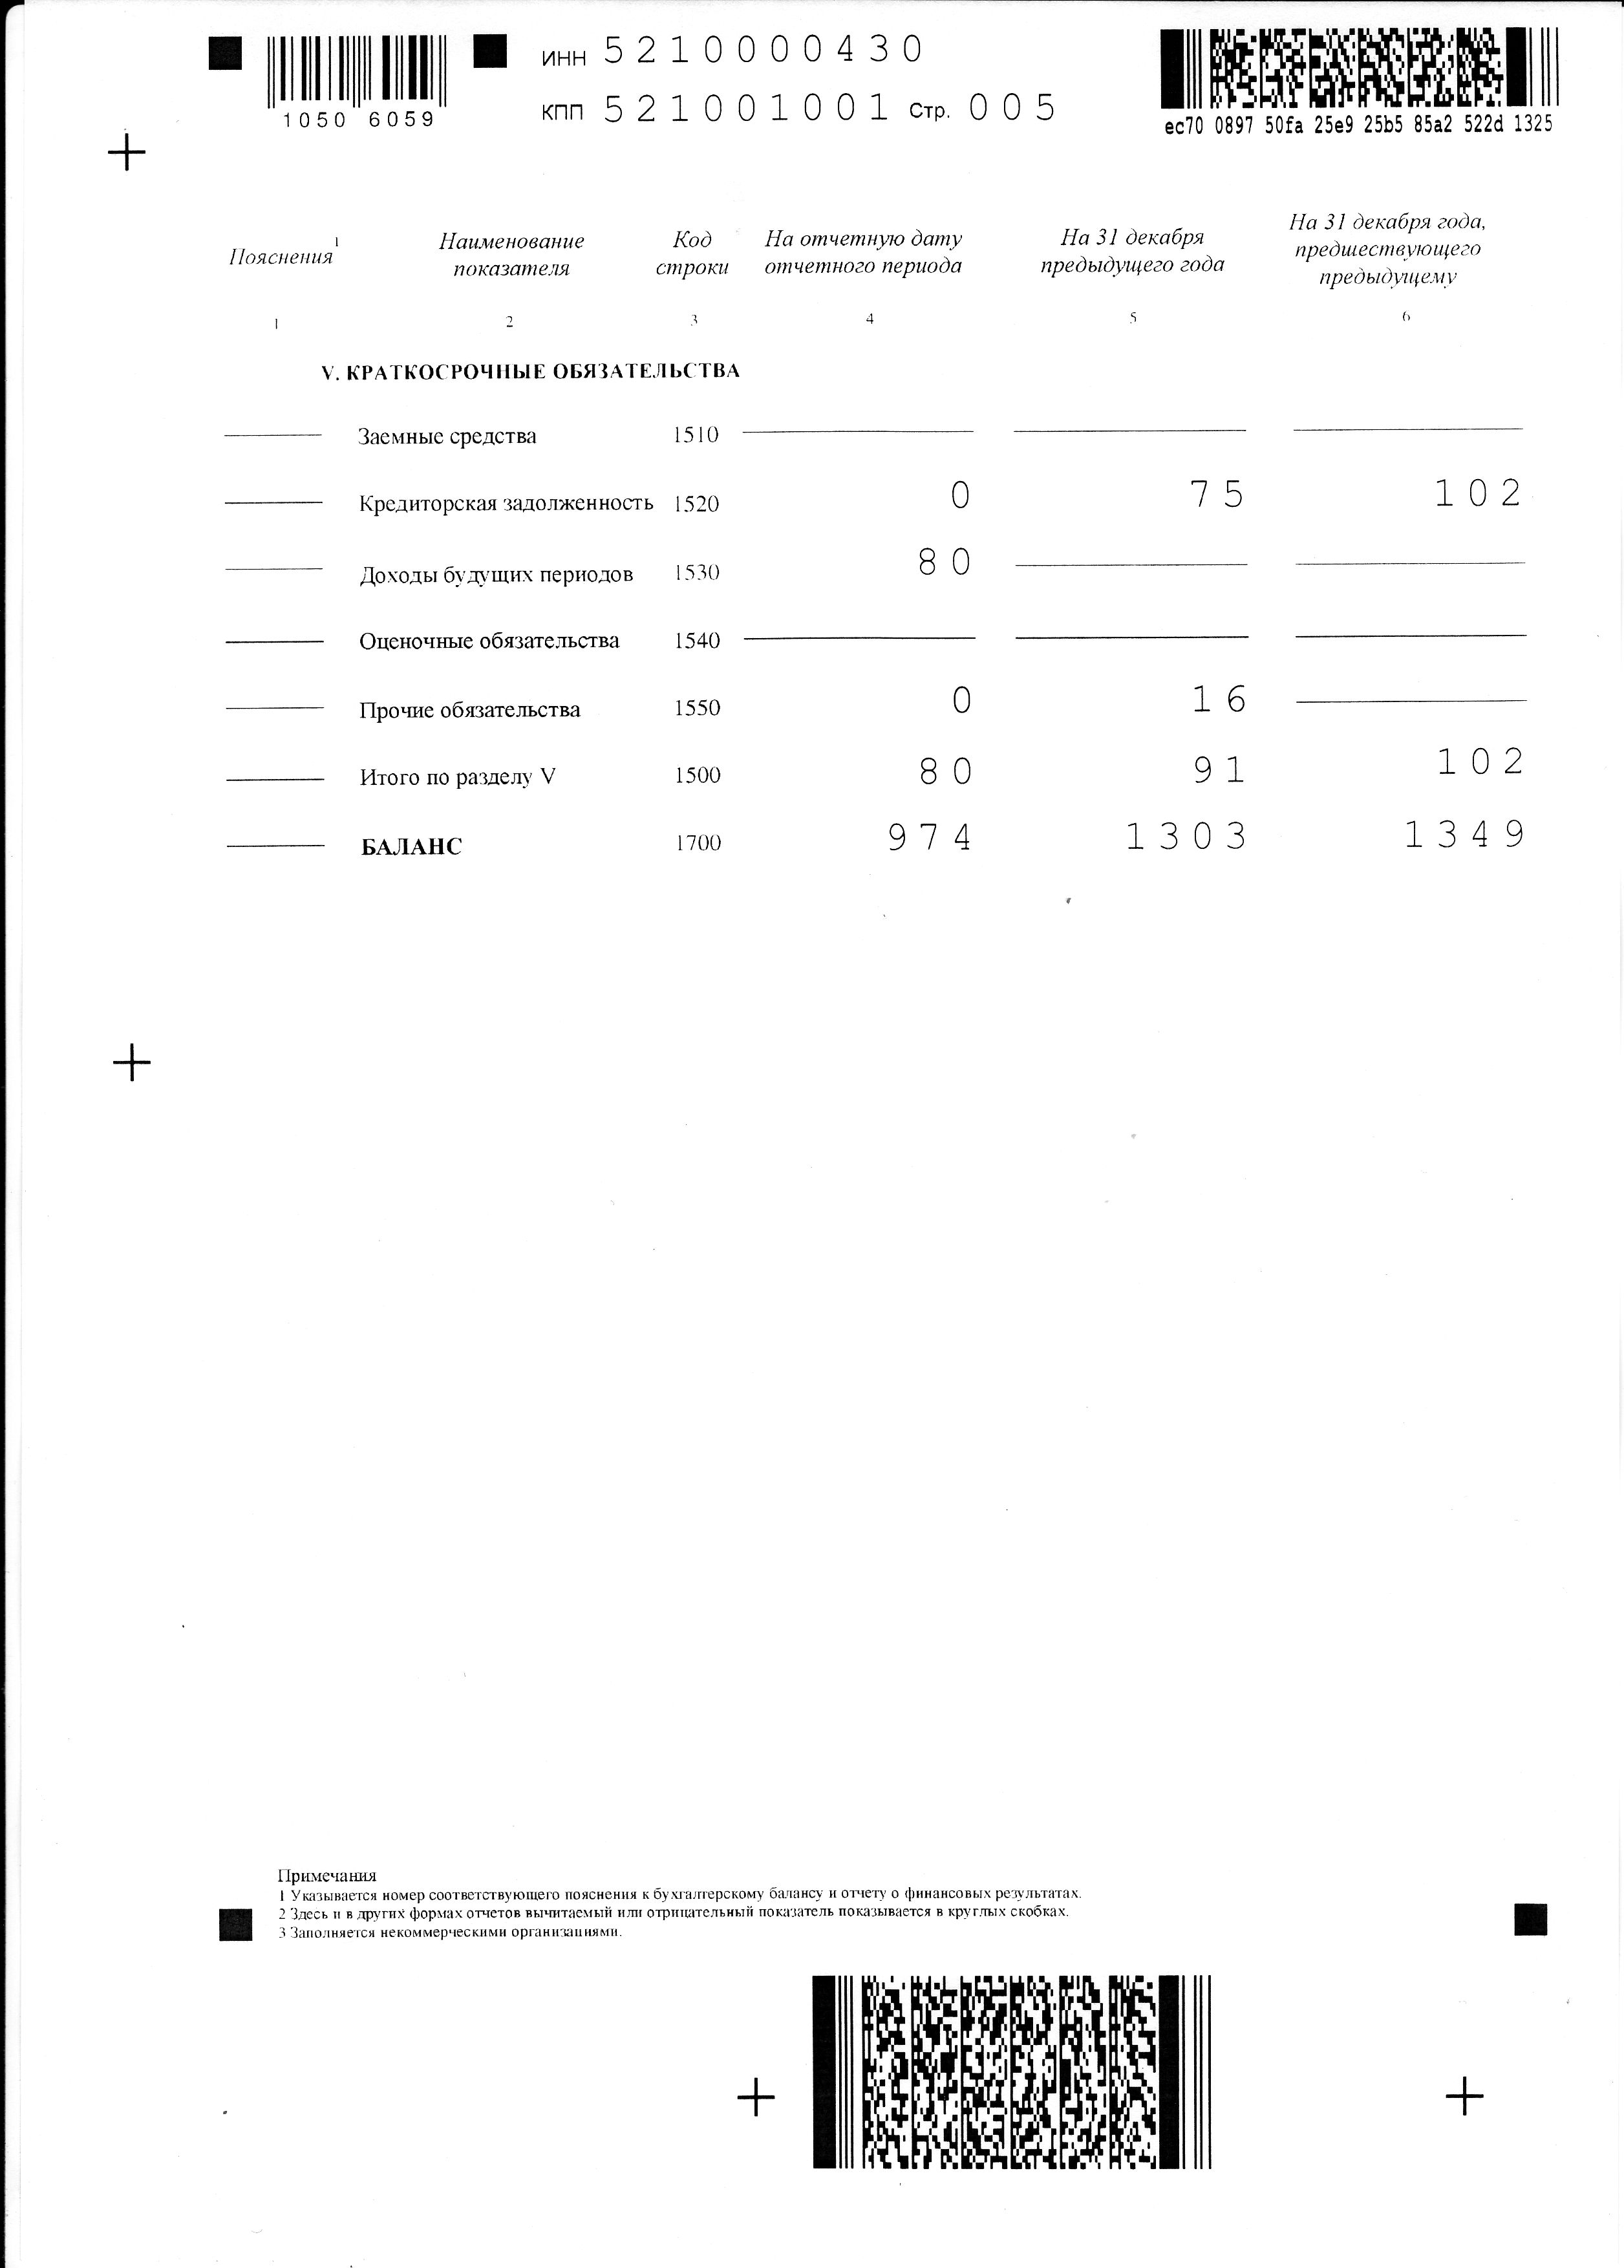 1050 6059
ИНН 5210000430
КПП 521001001 Стр. 005
ec70 0897 50fa 25e9 25b5 85a2 522d 1325
Пояснения 1
Наименование показателя
Код строки
На отчетную дату отчетного периода
На 31 декабря предыдущего года
На 31 декабря года, предшествующего предыдущему
1 2 3 4 5 6
V. КРАТКОСРОЧНЫЕ ОБЯЗАТЕЛЬСТВА
Заемные средства 1510
Кредиторская задолженность 1520 0 75 102
Доходы будущих периодов 1530 80
Оценочные обязательства 1540
Прочие обязательства 1550 0 16
Итого по разделу V 1500 80 91 102
БАЛАНС 1700 974 1303 1349
Примечания
1 Указывается номер соответствующего пояснения к бухгалтерскому балансу и отчету о финансовых результатах.
2 Здесь и в других формах отчетов вычитаемый или отрицательный показатель показывается в круглых скобках.
3 Заполняется некоммерческими организациями.